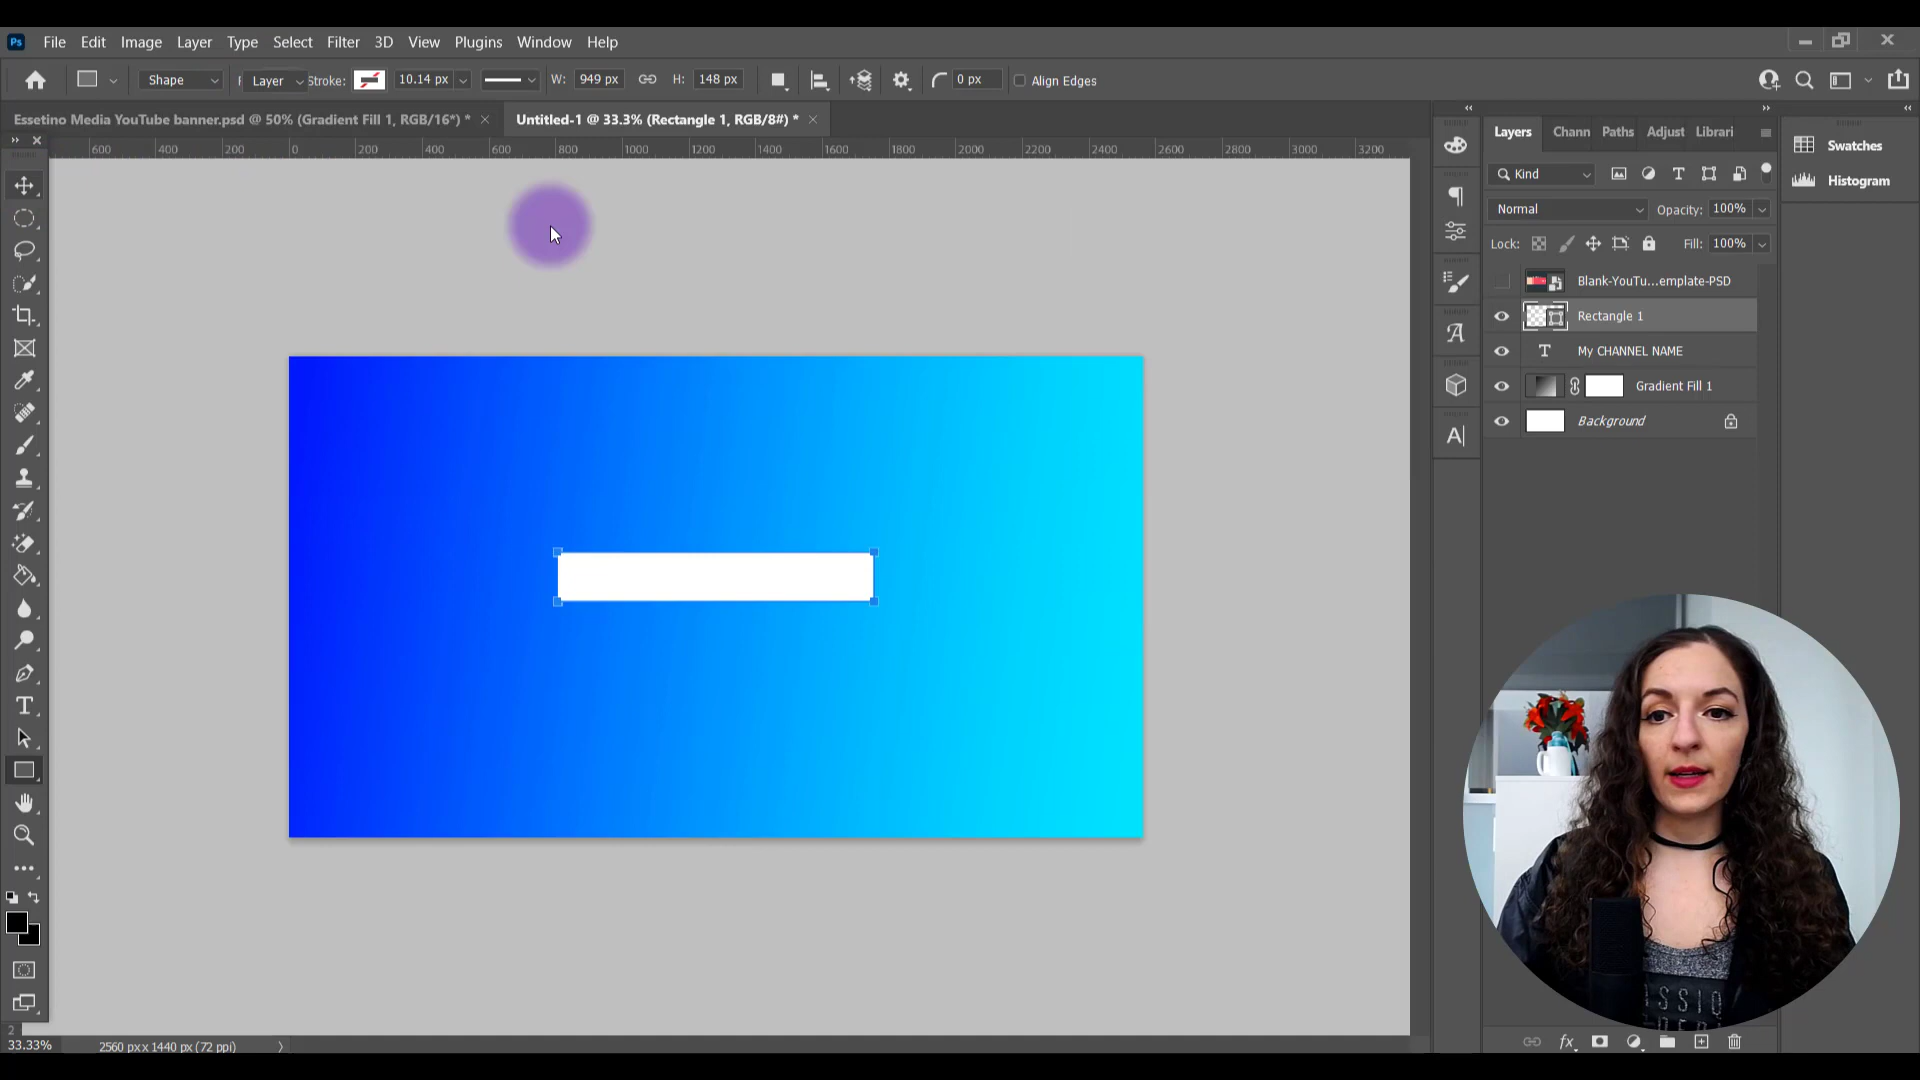 Ps File Edit Image Layer Type Select Filter 3D View Plugins Window Help
Shape Layer Stroke: 10.14 px W: 949 px H: 148 px 0 px Align Edges
Essetino Media YouTube banner.psd @ 50% (Gradient Fill 1, RGB/16*) * Untitled-1 @ 33.3% (Rectangle 1, RGB/8#) *
600 400 200 0 200 400 600 800 1000 1200 1400 1600 1800 2000 2200 2400 2600 2800 3000 3200
Layers Chann Paths Adjust Librari
Swatches
Histogram
Kind
Normal Opacity: 100%
Lock: Fill: 100%
Blank-YouTu...emplate-PSD
Rectangle 1
T My CHANNEL NAME
Gradient Fill 1
Background
2
33.33% 2560 px x 1440 px (72 ppi)
fx